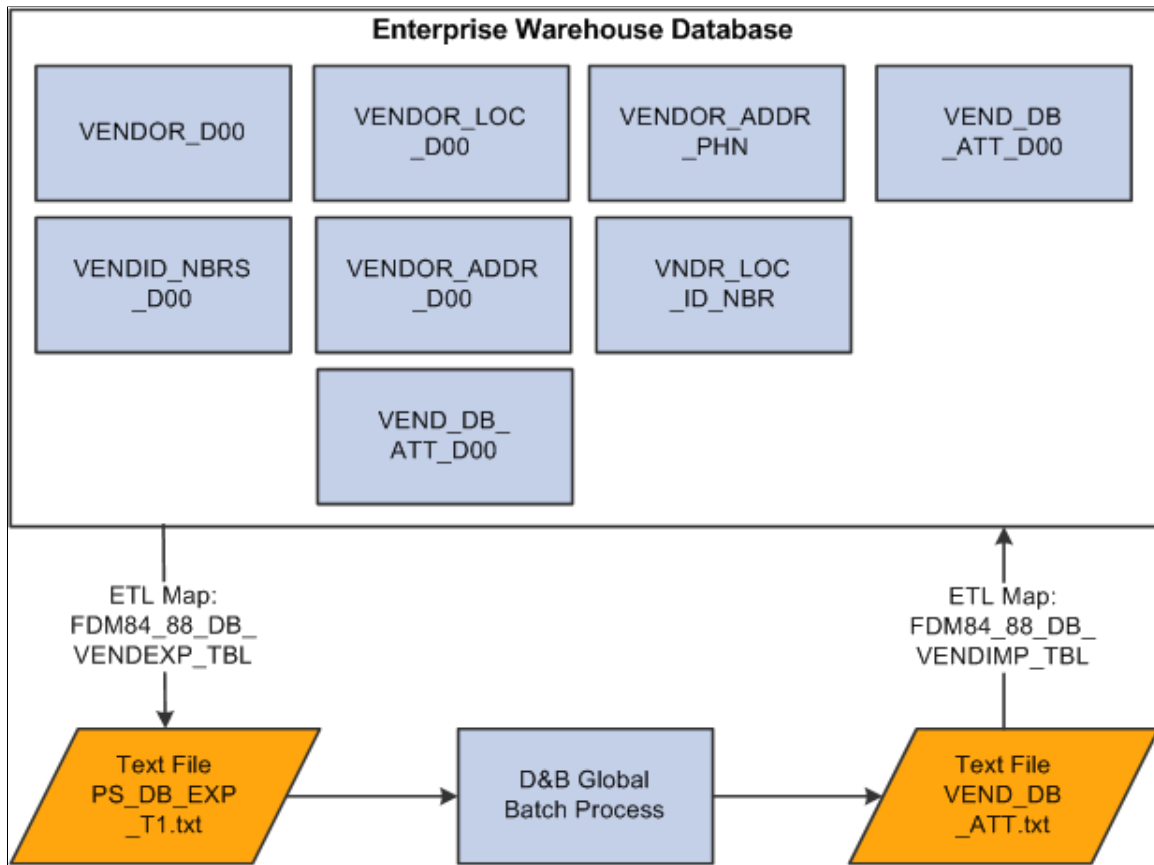 Enterprise Warehouse Database
VENDOR_D00
VENDOR_LOC
_D00
VENDOR_ADDR
_PHN
VEND_DB
_ATT_D00
VENDID_NBRS
_D00
VENDOR_ADDR
_D00
VNDR_LOC
_ID_NBR
VEND_DB_
ATT_D00
ETL Map:
FDM84_88_DB_
VENDEXP_TBL
ETL Map:
FDM84_88_DB_
VENDIMP_TBL
Text File
PS_DB_EXP
_T1.txt
D&B Global
Batch Process
Text File
VEND_DB
_ATT.txt